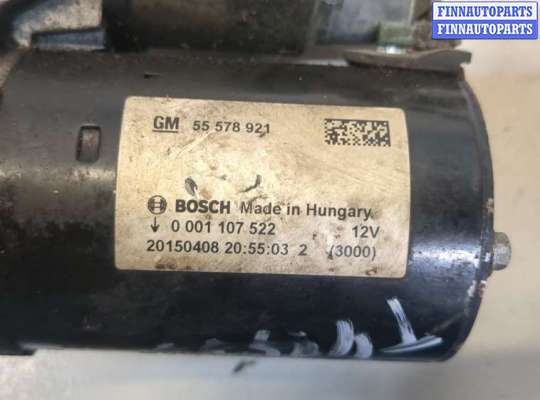 FINNAUTOPARTS
FINNAUTOPARTS
GM 55 578 921
BOSCH Made in Hungary
0 001 107 522 12V
20150408 20:55:03 2 (3000)